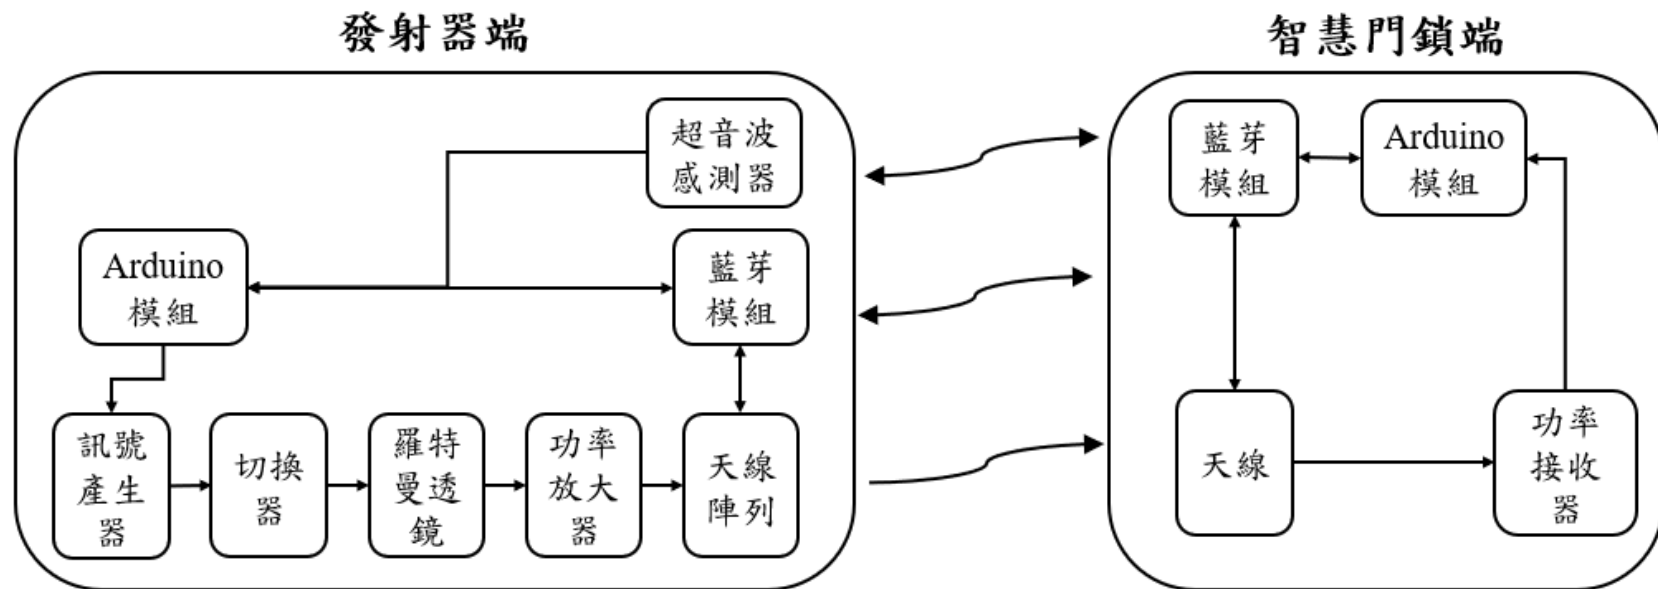 發射器端
超音波
感測器
Arduino
模組
藍芽
模組
訊號
產生
器
切換
器
羅特
曼透
鏡
功率
放大
器
天線
陣列
智慧門鎖端
藍芽
模組
Arduino
模組
天線
功率
接收
器